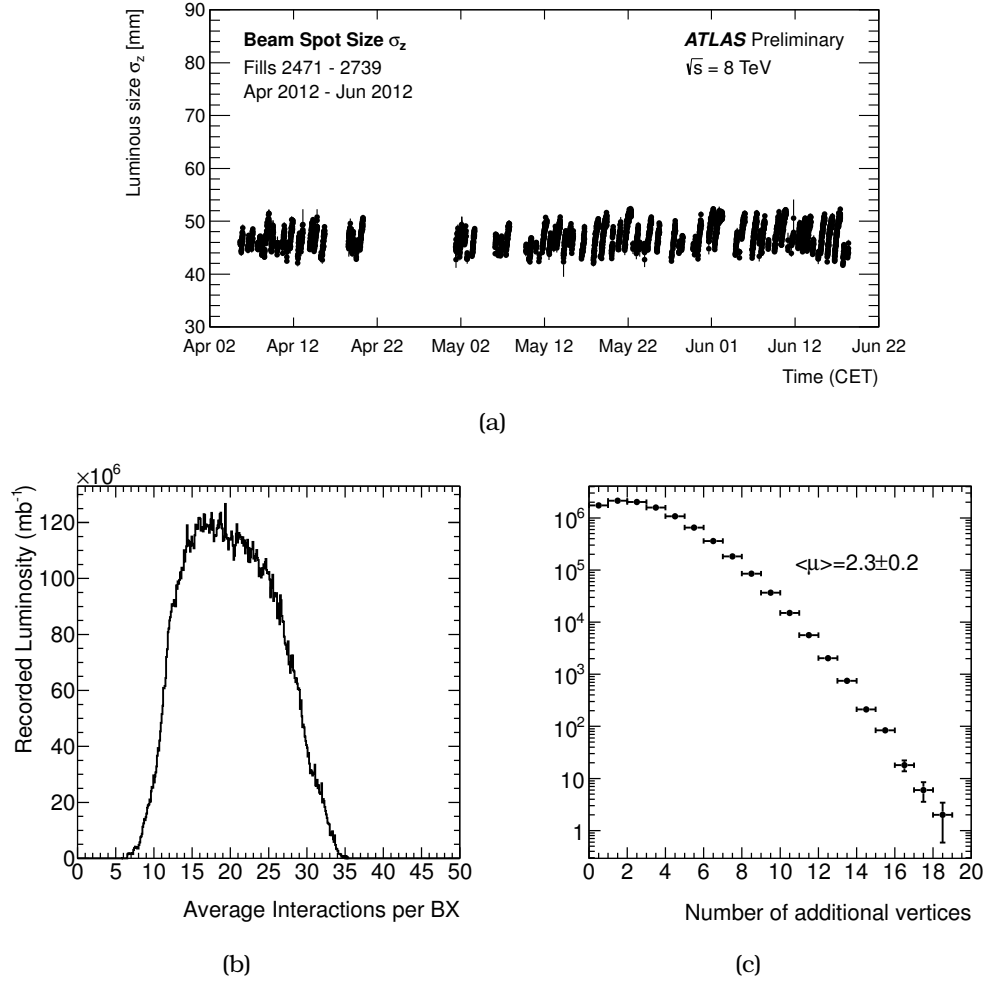 Luminous size σz [mm]
90
80
70
60
50
40
30
Beam Spot Size σz
Fills 2471 - 2739
Apr 2012 - Jun 2012
ATLAS Preliminary
√s = 8 TeV
Apr 02 Apr 12 Apr 22 May 02 May 12 May 22 Jun 01 Jun 12 Jun 22
Time (CET)
(a)
Recorded Luminosity (mb⁻¹)
×10⁶
120
100
80
60
40
20
0
0 5 10 15 20 25 30 35 40 45 50
Average Interactions per BX
(b)
10⁶
10⁵
10⁴
10³
10²
10
1
<μ>=2.3±0.2
0 2 4 6 8 10 12 14 16 18 20
Number of additional vertices
(c)